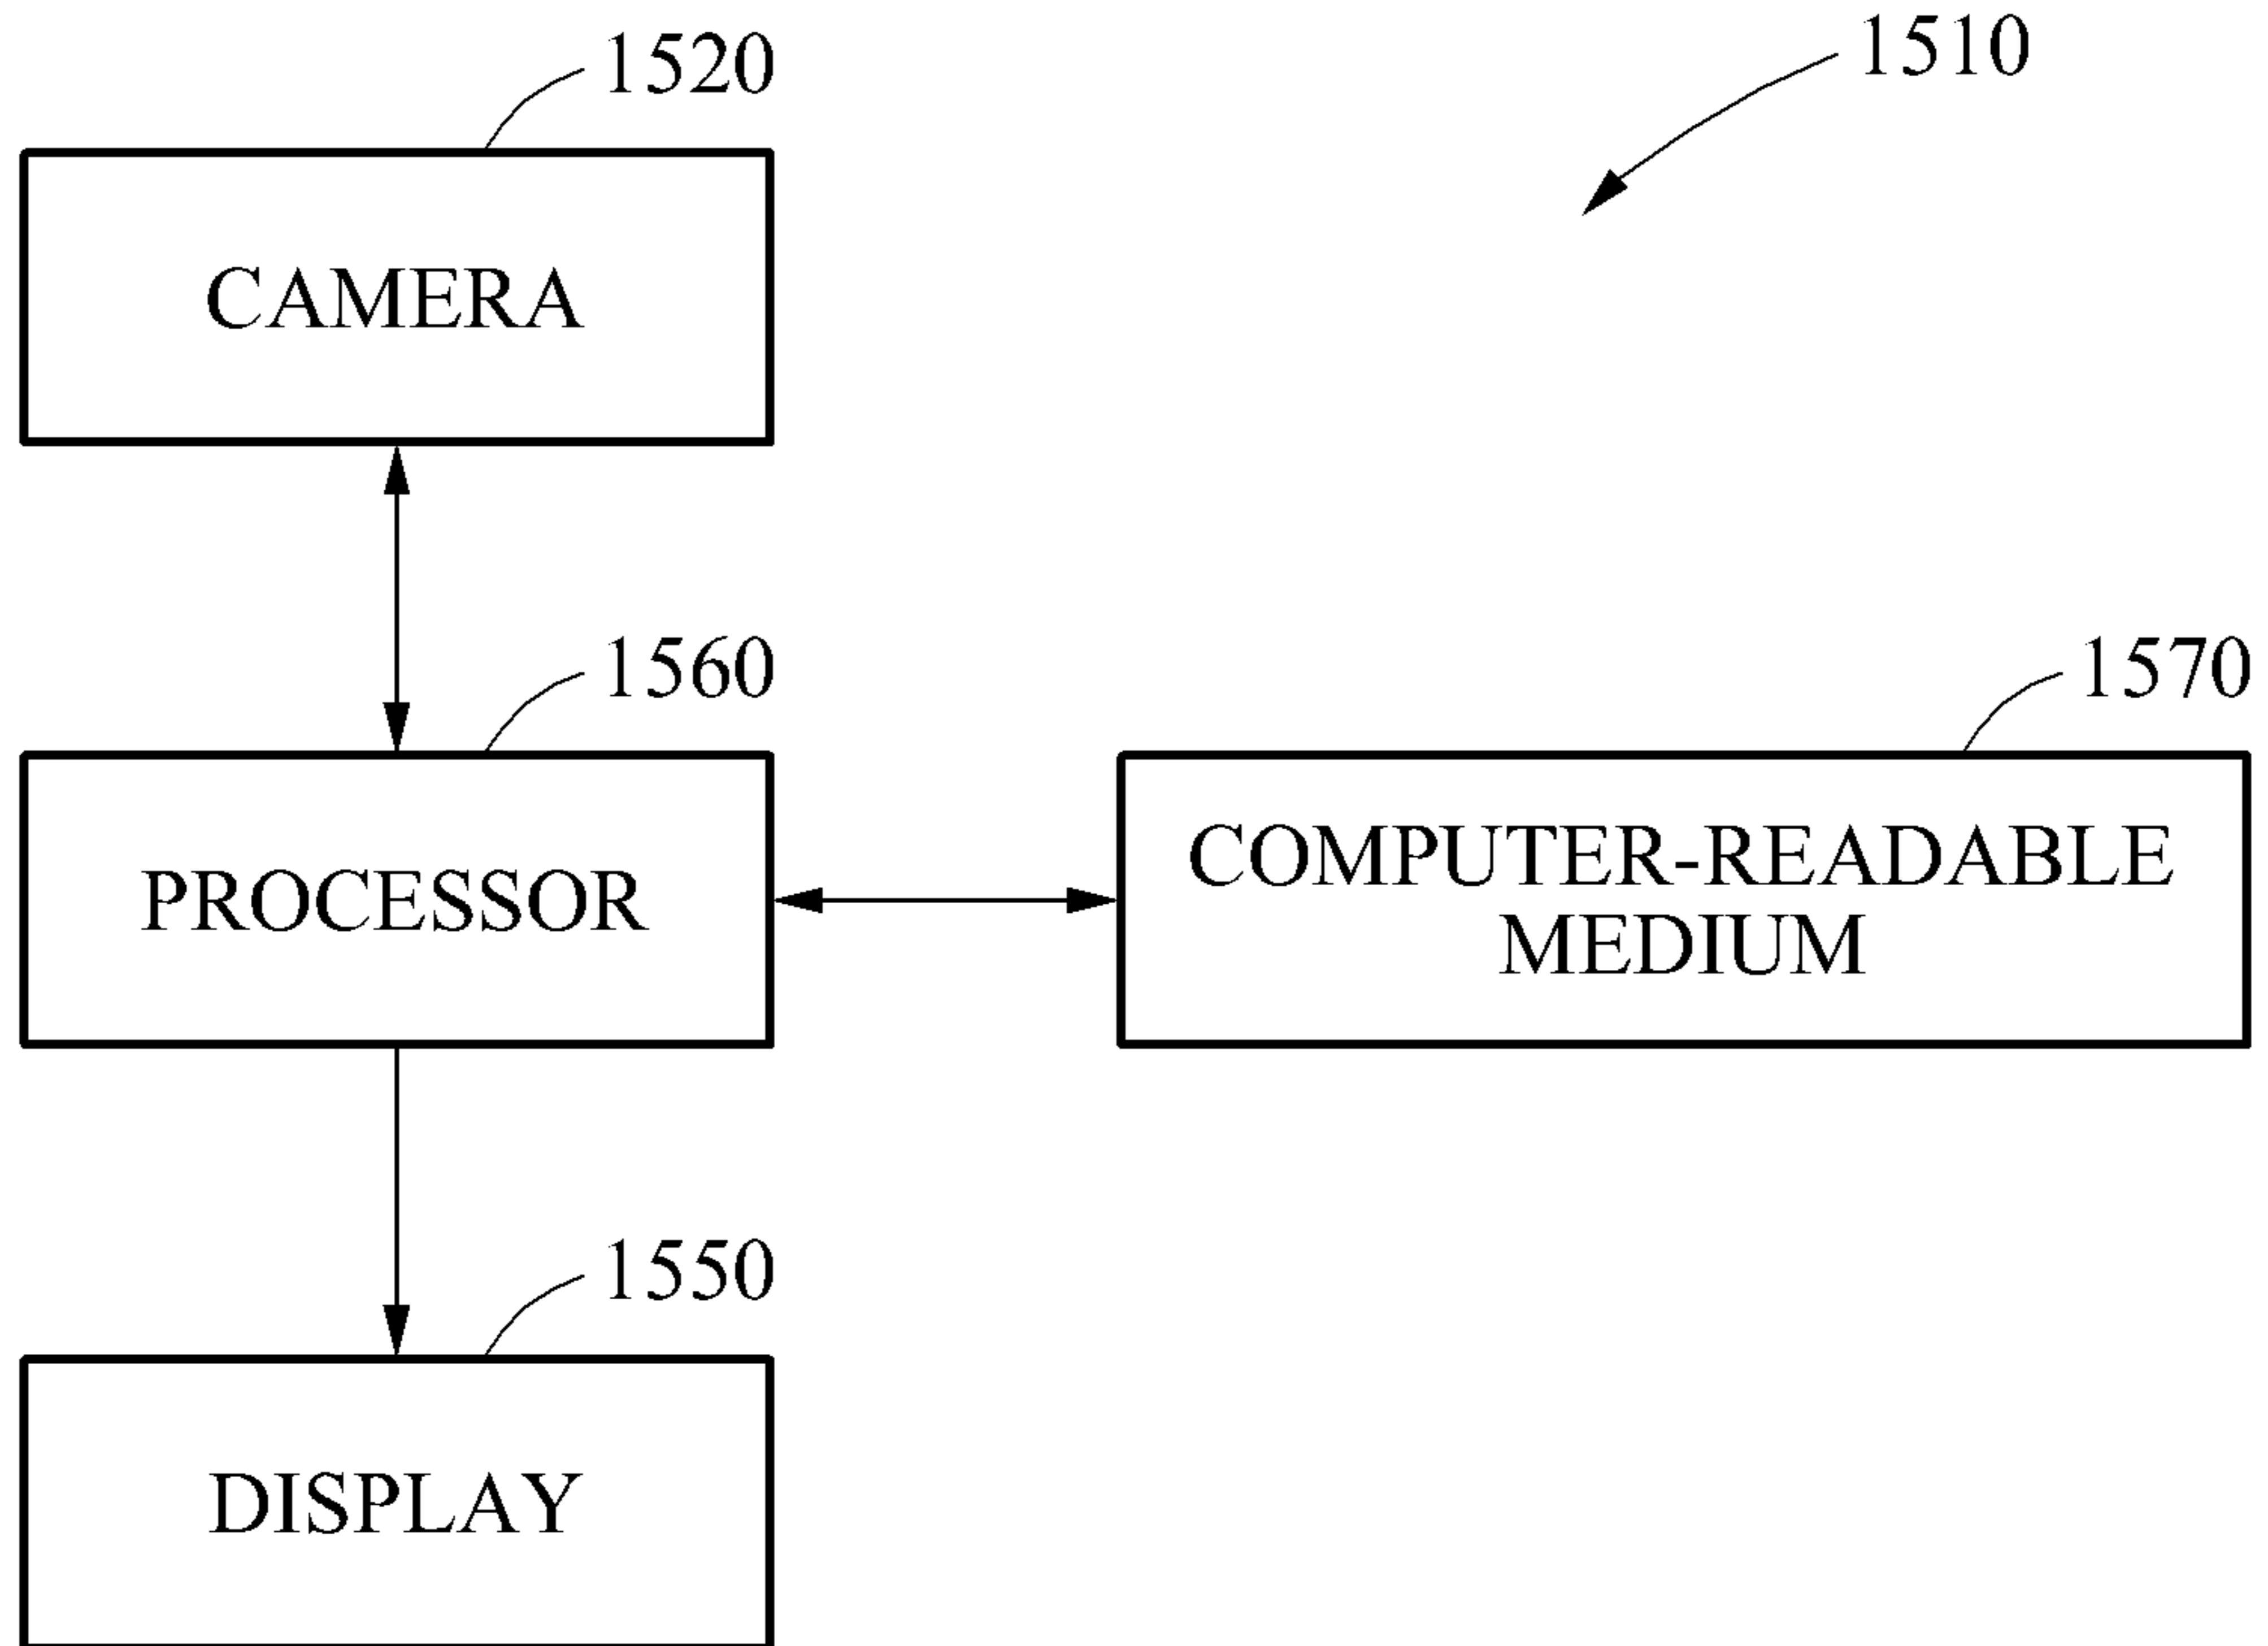 1520
1510
CAMERA
1560
1570
PROCESSOR
COMPUTER-READABLE
MEDIUM
1550
DISPLAY